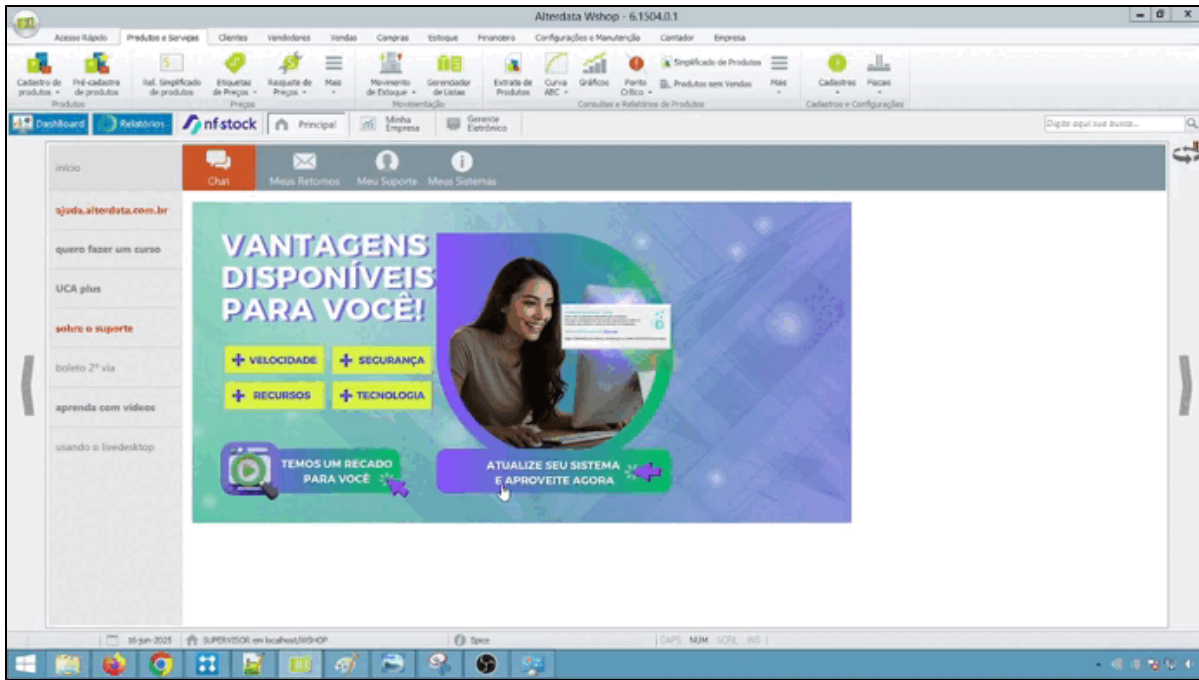 Alterdata Wshop - 6.1504.0.1
Acesso Rápido Produtos e Serviços Clientes Vendedores Vendas Compras Estoque Financeiro Configurações e Manutenção Contador Empresa
Cadastro de produtos Pré-cadastro de produtos Rel. Simplificado de produtos Etiquetas de Preços Reajuste de Preços Mais Movimento de Estoque Gerenciador de Listas Extrato de Produtos Curva ABC Gráficos Ponto Crítico Simplificado de Produtos Produtos sem Vendas Mais Cadastros Fiscais
Produtos Preços Movimentação Consultas e Relatórios de Produtos Cadastros e Configurações
DashBoard Relatórios nfstock Principal Minha Empresa Gerente Eletrônico Digite aqui sua busca...
início
Chat Meus Retornos Meu Suporte Meus Sistemas
ajuda.alterdata.com.br
quero fazer um curso
UCA plus
sobre o suporte
boleto 2ª via
aprenda com vídeos
usando o livedesktop
VANTAGENS
DISPONÍVEIS
PARA VOCÊ!
+ VELOCIDADE + SEGURANÇA
+ RECURSOS + TECNOLOGIA
TEMOS UM RECADO
PARA VOCÊ
ATUALIZE SEU SISTEMA
E APROVEITE AGORA
16-jun-2025 SUPERVISOR em localhost/WSHOP Spice CAPS NUM SCRL INS